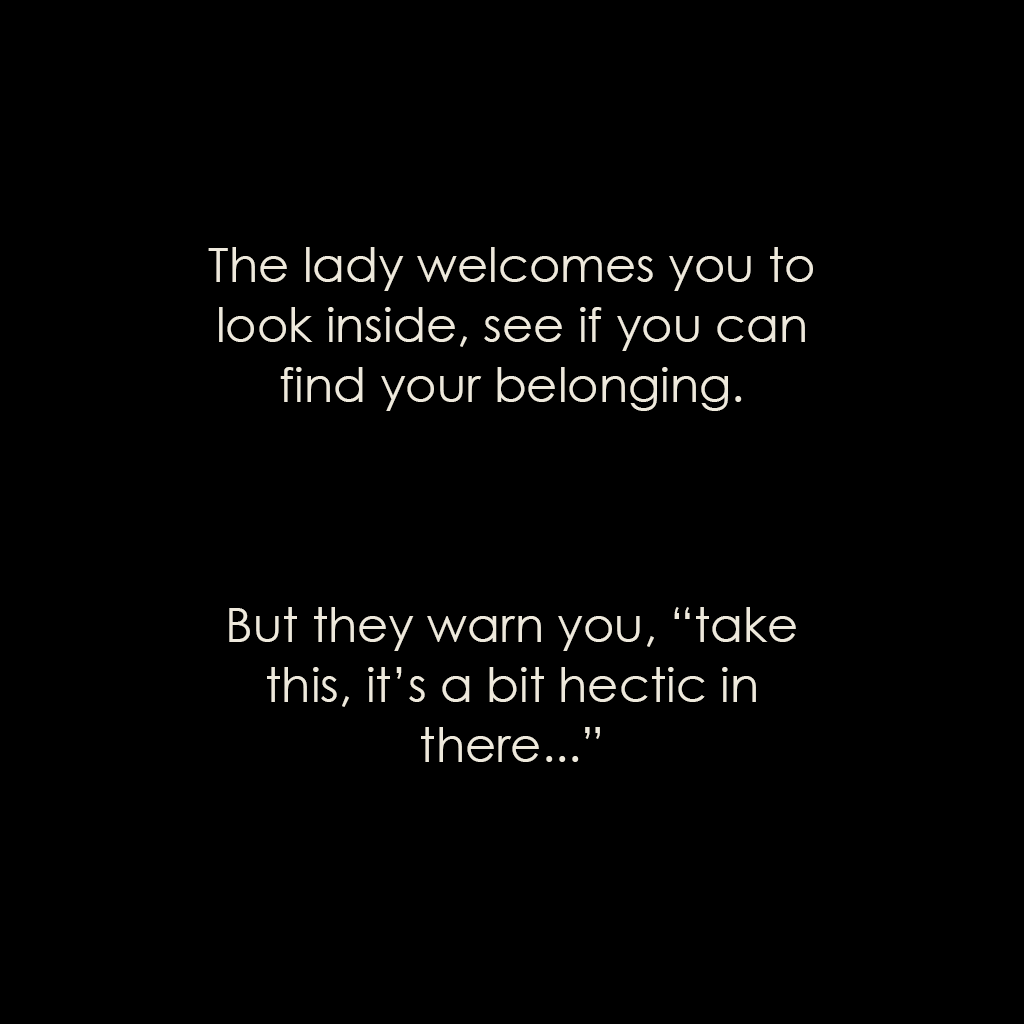 The lady welcomes you to
look inside, see if you can
find your belonging.
But they warn you, “take
this, it’s a bit hectic in
there...”